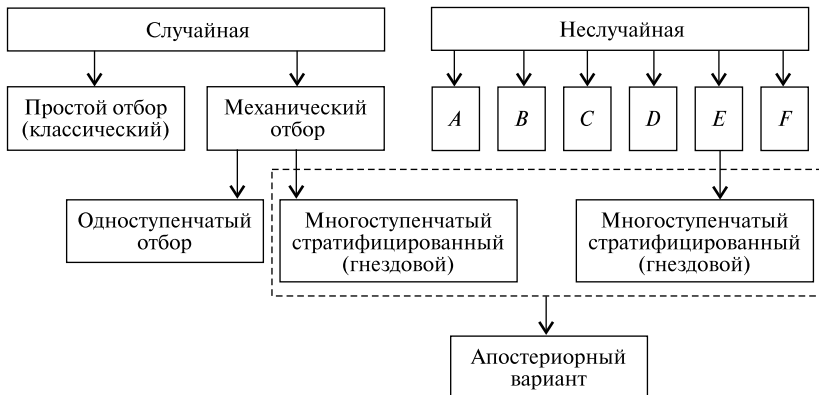 Случайная
Неслучайная
Простой отбор
(классический)
Механический
отбор
A
B
C
D
E
F
Одноступенчатый
отбор
Многоступенчатый
стратифицированный
(гнездовой)
Многоступенчатый
стратифицированный
(гнездовой)
Апостериорный
вариант